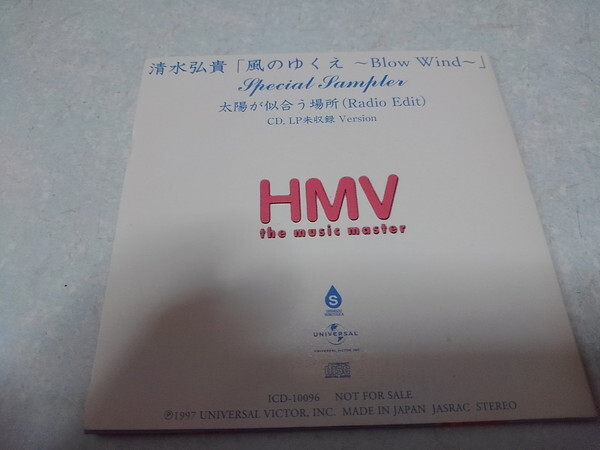 清水弘貴「風のゆくえ ～Blow Wind～」
Special Sampler
太陽が似合う場所(Radio Edit)
CD, LP未収録 Version
HMV
the music master
S
UNIVERSAL
ICD-10096 NOT FOR SALE
Ⓟ1997 UNIVERSAL VICTOR, INC. MADE IN JAPAN JASRAC STEREO